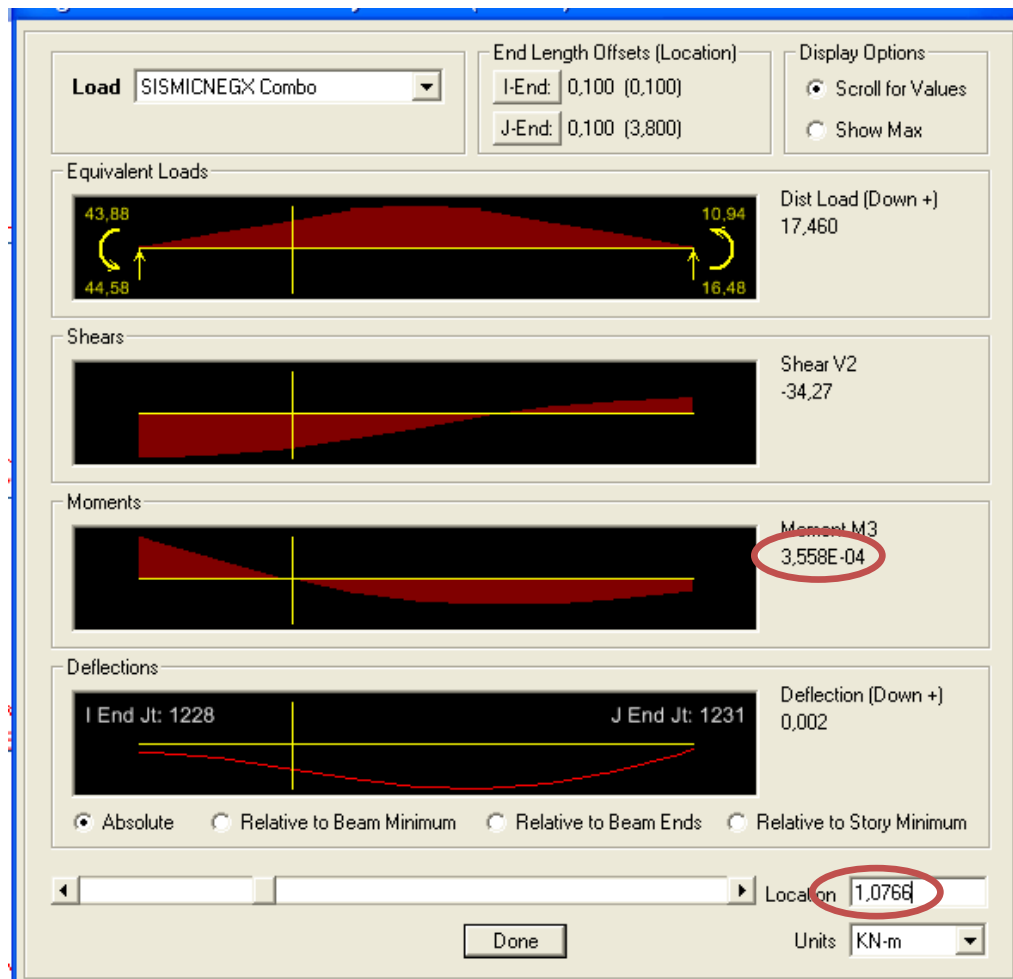 End Length Offsets (Location)
Display Options
Load SISMICNEGX Combo
I-End: 0,100 (0,100)
J-End: 0,100 (3,800)
Scroll for Values
Show Max
Equivalent Loads
43,88
10,94
44,58
16,48
Dist Load (Down +)
17,460
Shears
Shear V2
-34,27
Moments
Moment M3
3,558E-04
Deflections
I End Jt: 1228
J End Jt: 1231
Deflection (Down +)
0,002
Absolute Relative to Beam Minimum Relative to Beam Ends Relative to Story Minimum
Location 1,0766
Done
Units KN-m